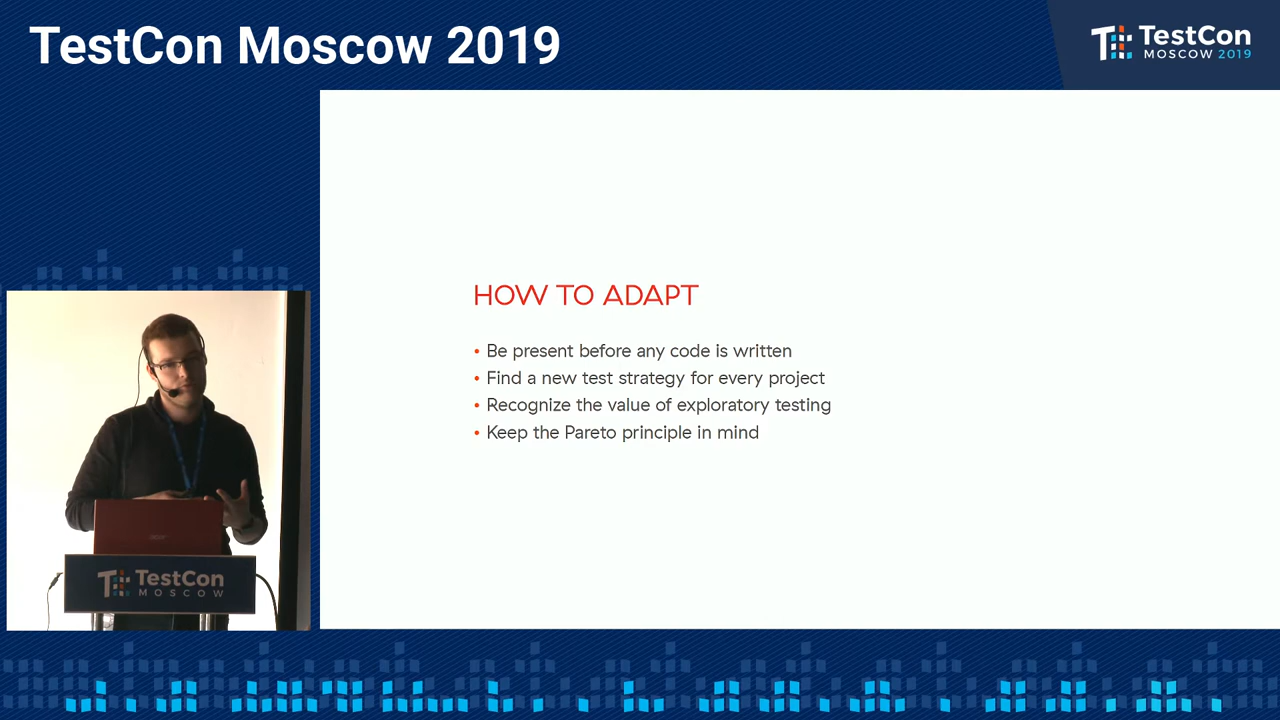 TestCon Moscow 2019
TestCon
MOSCOW 2019
HOW TO ADAPT
• Be present before any code is written
• Find a new test strategy for every project
• Recognize the value of exploratory testing
• Keep the Pareto principle in mind
acer
TestCon
MOSCOW